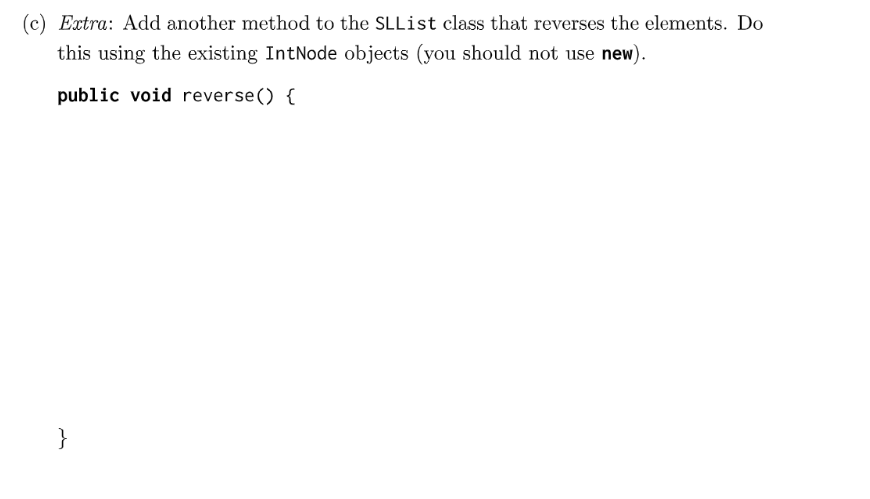 (c) Extra: Add another method to the SLList class that reverses the elements. Do
this using the existing IntNode objects (you should not use new).
public void reverse() {
}